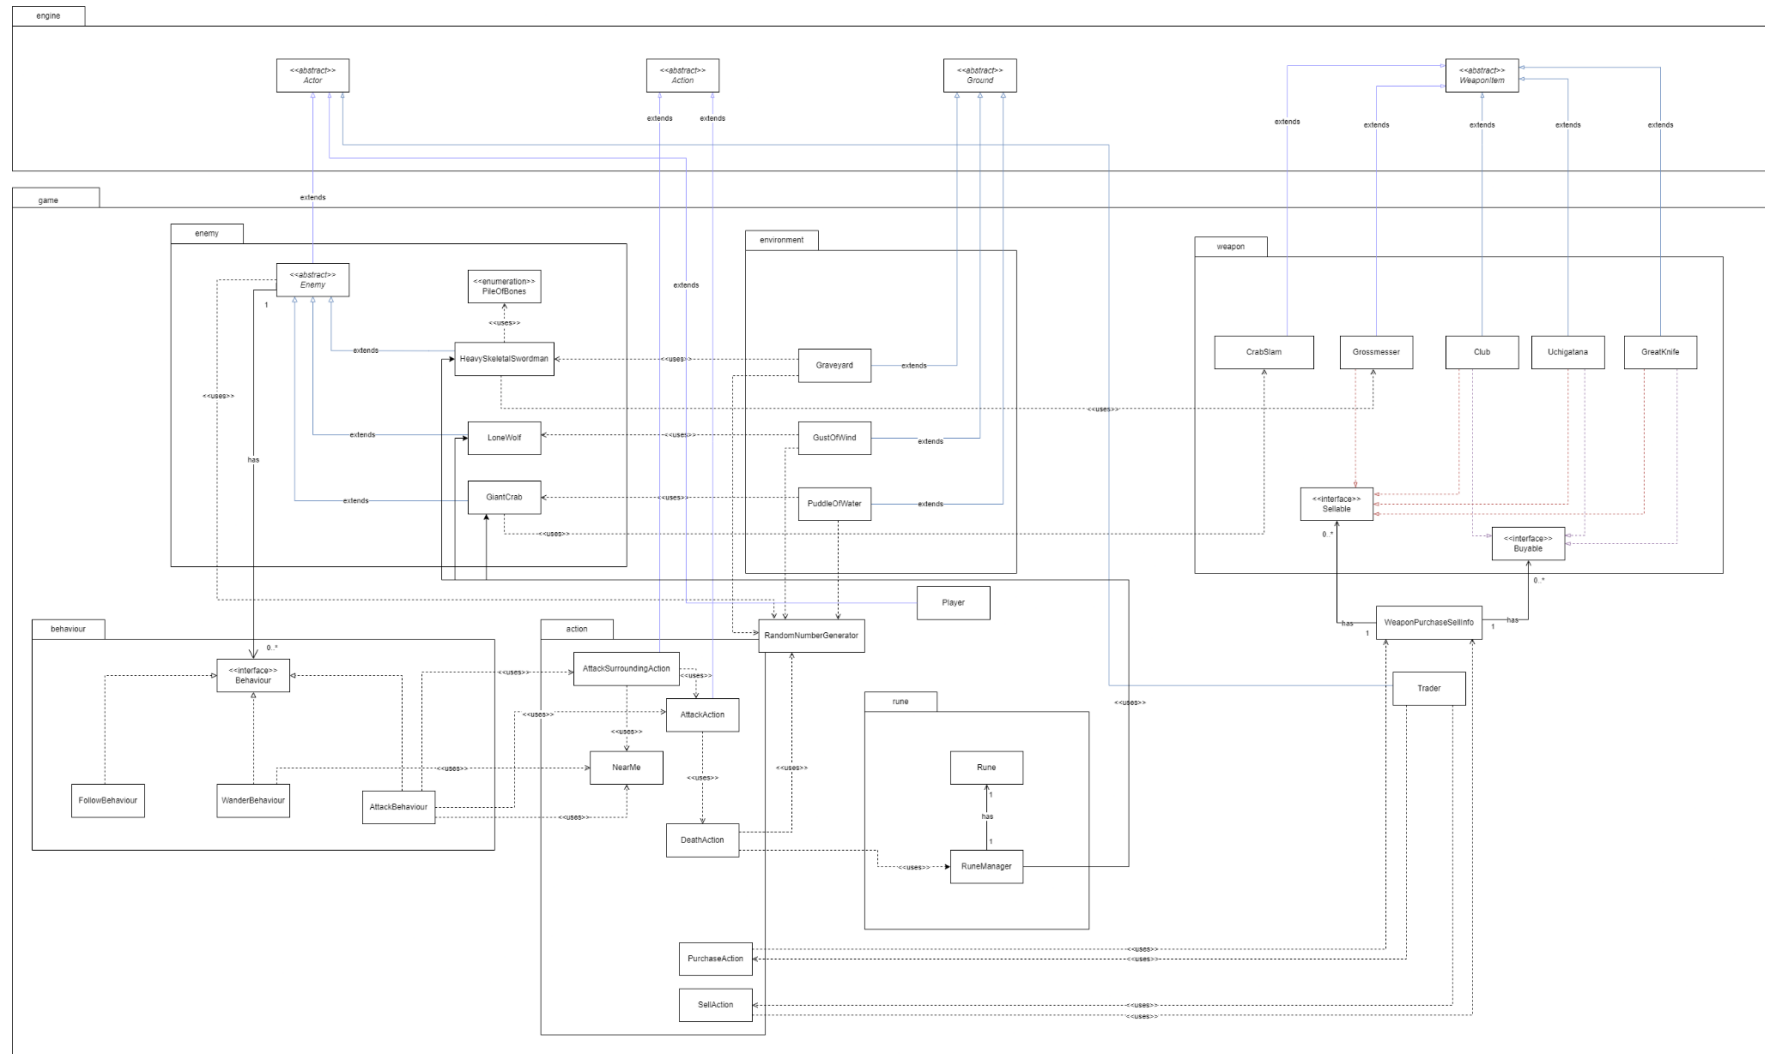 engine
<<abstract>>
Actor
<<abstract>>
Action
<<abstract>>
Ground
<<abstract>>
WeaponItem
extends
extends
extends
extends
extends
extends
extends
game
extends
enemy
environment
weapon
<<abstract>>
Enemy
1
<<enumeration>>
PileOfBones
extends
<<uses>>
HeavySkeletalSwordman
extends
<<uses>>
Graveyard
extends
CrabSlam
Grossmesser
Club
Uchigatana
GreatKnife
<<uses>>
<<uses>>
LoneWolf
extends
<<uses>>
GustOfWind
extends
has
GiantCrab
extends
<<uses>>
PuddleOfWater
extends
<<interface>>
Sellable
<<uses>>
0..*
<<interface>>
Buyable
0..*
Player
behaviour
action
RandomNumberGenerator
has
1
WeaponPurchaseSellInfo
1
has
0..*
<<interface>>
Behaviour
<<uses>>
AttackSurroundingAction
<<uses>>
Trader
rune
<<uses>>
<<uses>>
AttackAction
<<uses>>
<<uses>>
NearMe
<<uses>>
<<uses>>
<<uses>>
Rune
FollowBehaviour
WanderBehaviour
AttackBehaviour
1
has
1
<<uses>>
DeathAction
<<uses>>
RuneManager
PurchaseAction
<<uses>>
<<uses>>
SellAction
<<uses>>
<<uses>>